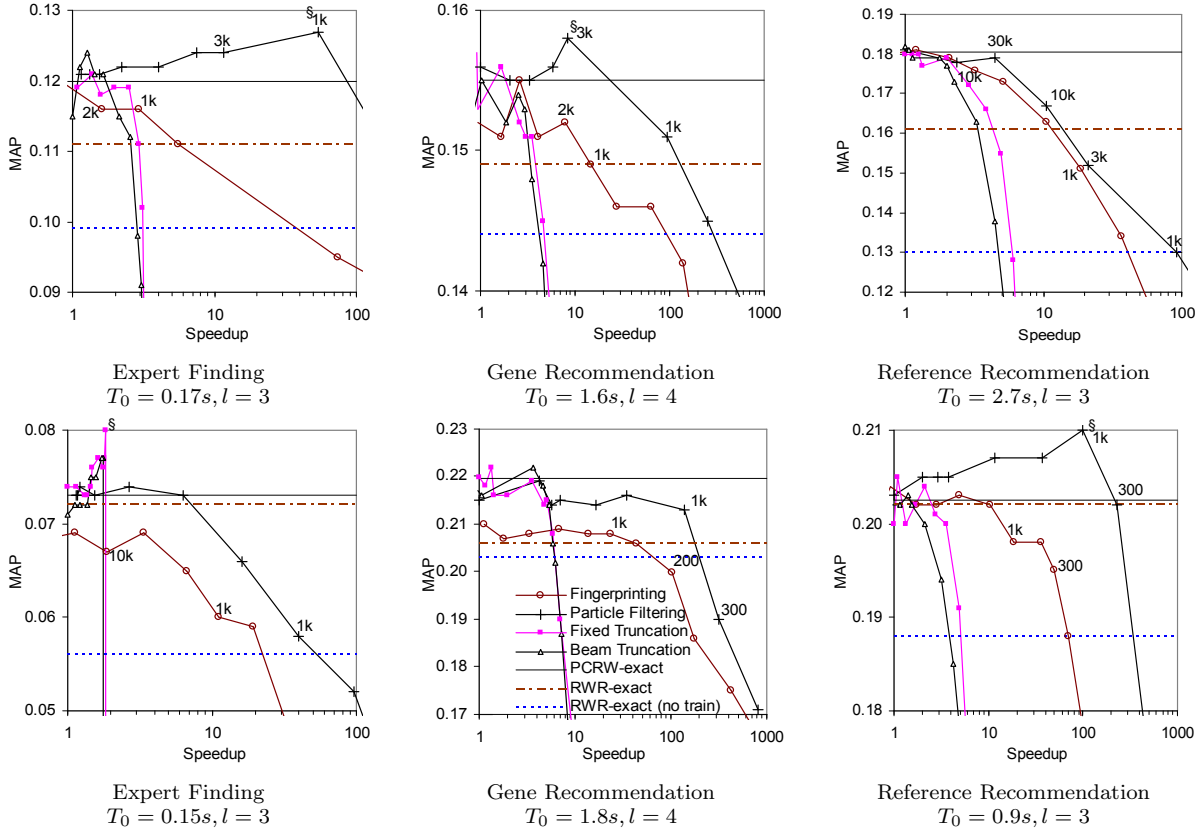 0.13
0.12
0.11
0.10
0.09
MAP
§
1k
3k
2k
1k
1
10
100
Speedup
Expert Finding
T₀ = 0.17s, l = 3
0.16
0.15
0.14
MAP
§
3k
2k
1k
1k
1
10
100
1000
Speedup
Gene Recommendation
T₀ = 1.6s, l = 4
0.19
0.18
0.17
0.16
0.15
0.14
0.13
0.12
MAP
30k
10k
10k
3k
1k
1k
1
10
100
Speedup
Reference Recommendation
T₀ = 2.7s, l = 3
0.08
0.07
0.06
0.05
MAP
§
10k
1k
1k
1
10
100
Speedup
Expert Finding
T₀ = 0.15s, l = 3
0.23
0.22
0.21
0.20
0.19
0.18
0.17
MAP
1k
1k
200
300
Fingerprinting
Particle Filtering
Fixed Truncation
Beam Truncation
PCRW-exact
RWR-exact
RWR-exact (no train)
1
10
100
1000
Speedup
Gene Recommendation
T₀ = 1.8s, l = 4
0.21
0.20
0.19
0.18
MAP
§
1k
300
1k
300
1
10
100
1000
Speedup
Reference Recommendation
T₀ = 0.9s, l = 3